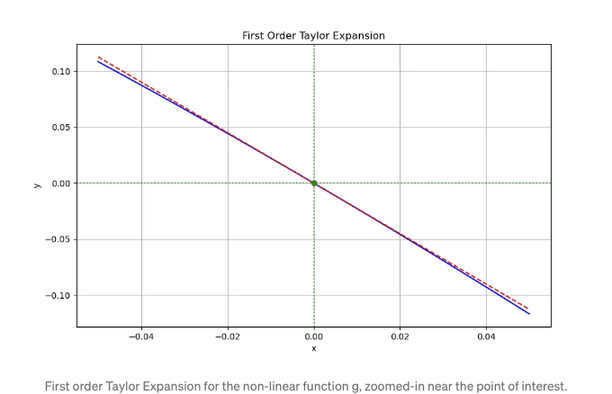 First Order Taylor Expansion
0.10
0.05
0.00
−0.05
−0.10
y
−0.04
−0.02
0.00
0.02
0.04
x
First order Taylor Expansion for the non-linear function g, zoomed-in near the point of interest.